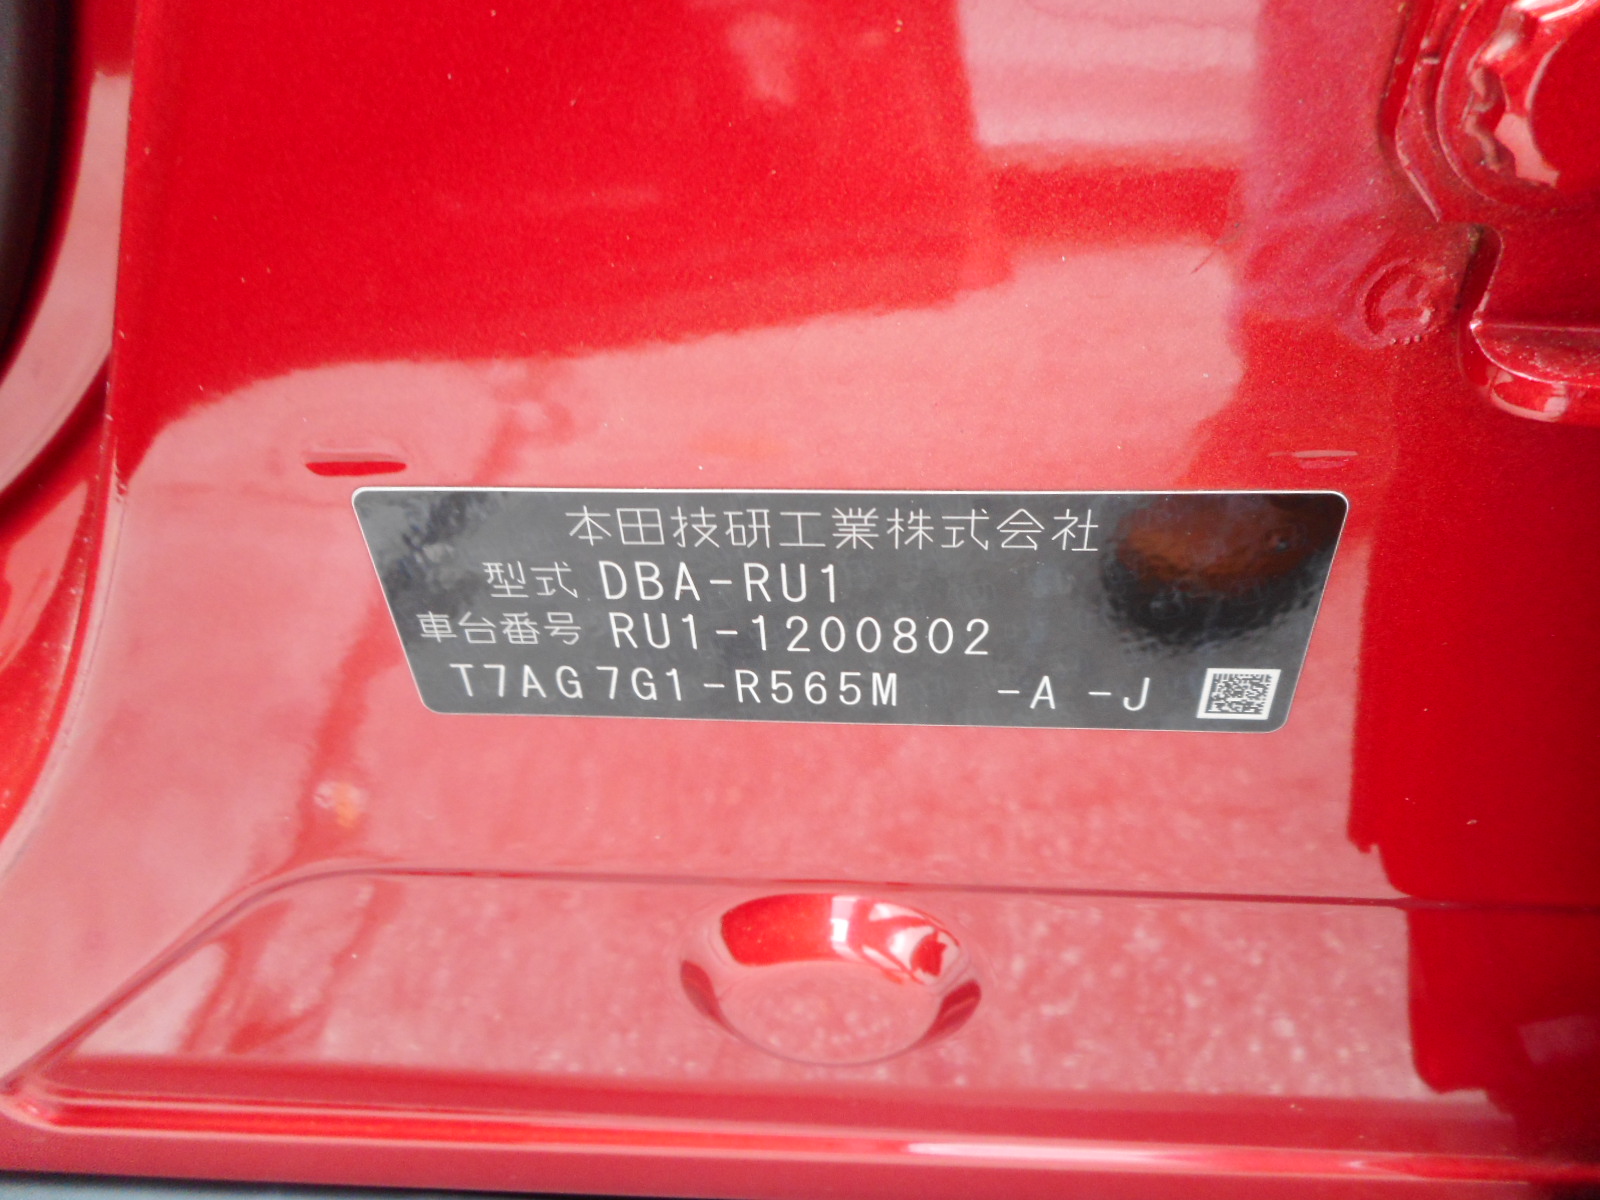 本田技研工業株式会社
型式 DBA-RU1
車台番号 RU1-1200802
T7AG7G1-R565M -A -J